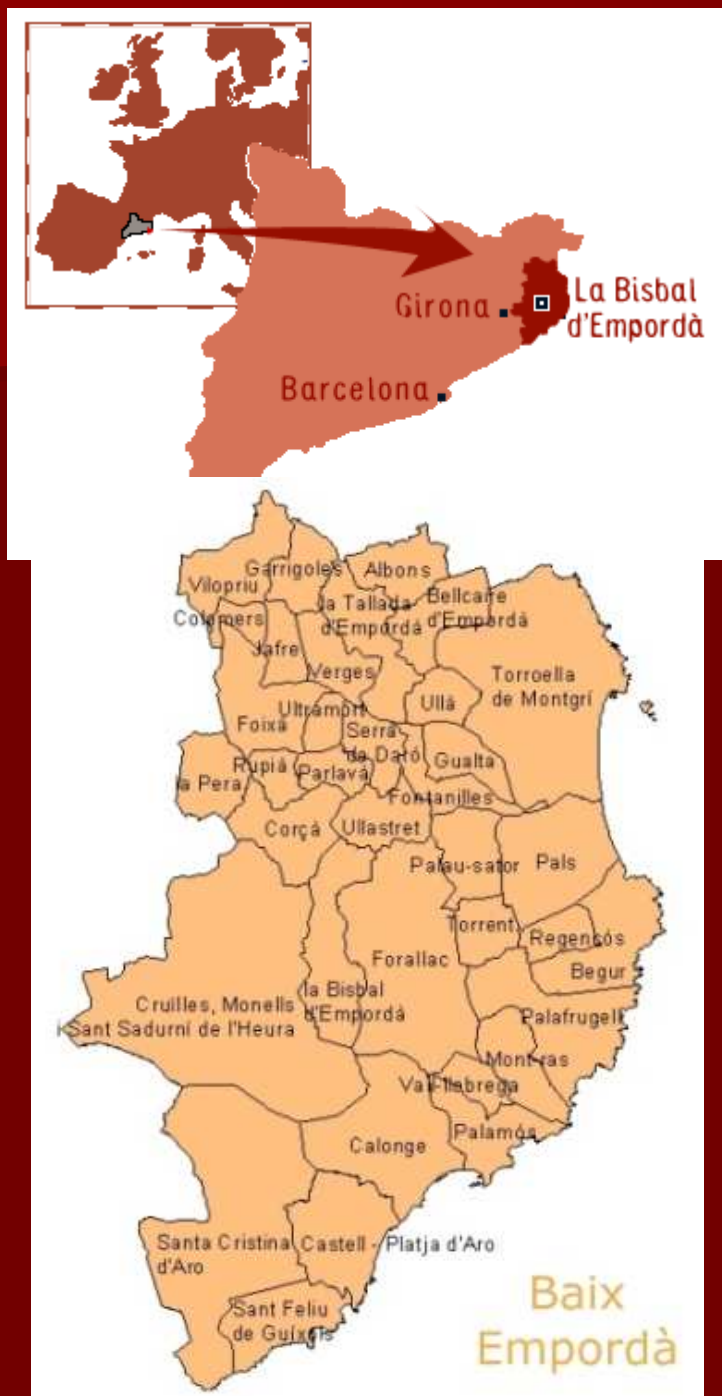 Girona
La Bisbal
d'Empordà
Barcelona
Garrigoles
Albons
Vilopriu
la Tallada
d'Empordà
Bellcaire
d'Empordà
Colomers
Jafre
Verges
Torroella
de Montgrí
Ultramort
Ullà
Foixà
Serra
de Daró
Gualta
Rupià
Parlavà
la Pera
Fontanilles
Corçà
Ullastret
Palau-sator
Pals
Torrent
Regencós
Forallac
Begur
la Bisbal
d'Empordà
Cruilles, Monells
i Sant Sadurní de l'Heura
Palafrugell
Mont-ras
Vall-llebrega
Palamós
Calonge
Santa Cristina
d'Aro
Castell - Platja d'Aro
Sant Feliu
de Guíxols
Baix
Empordà